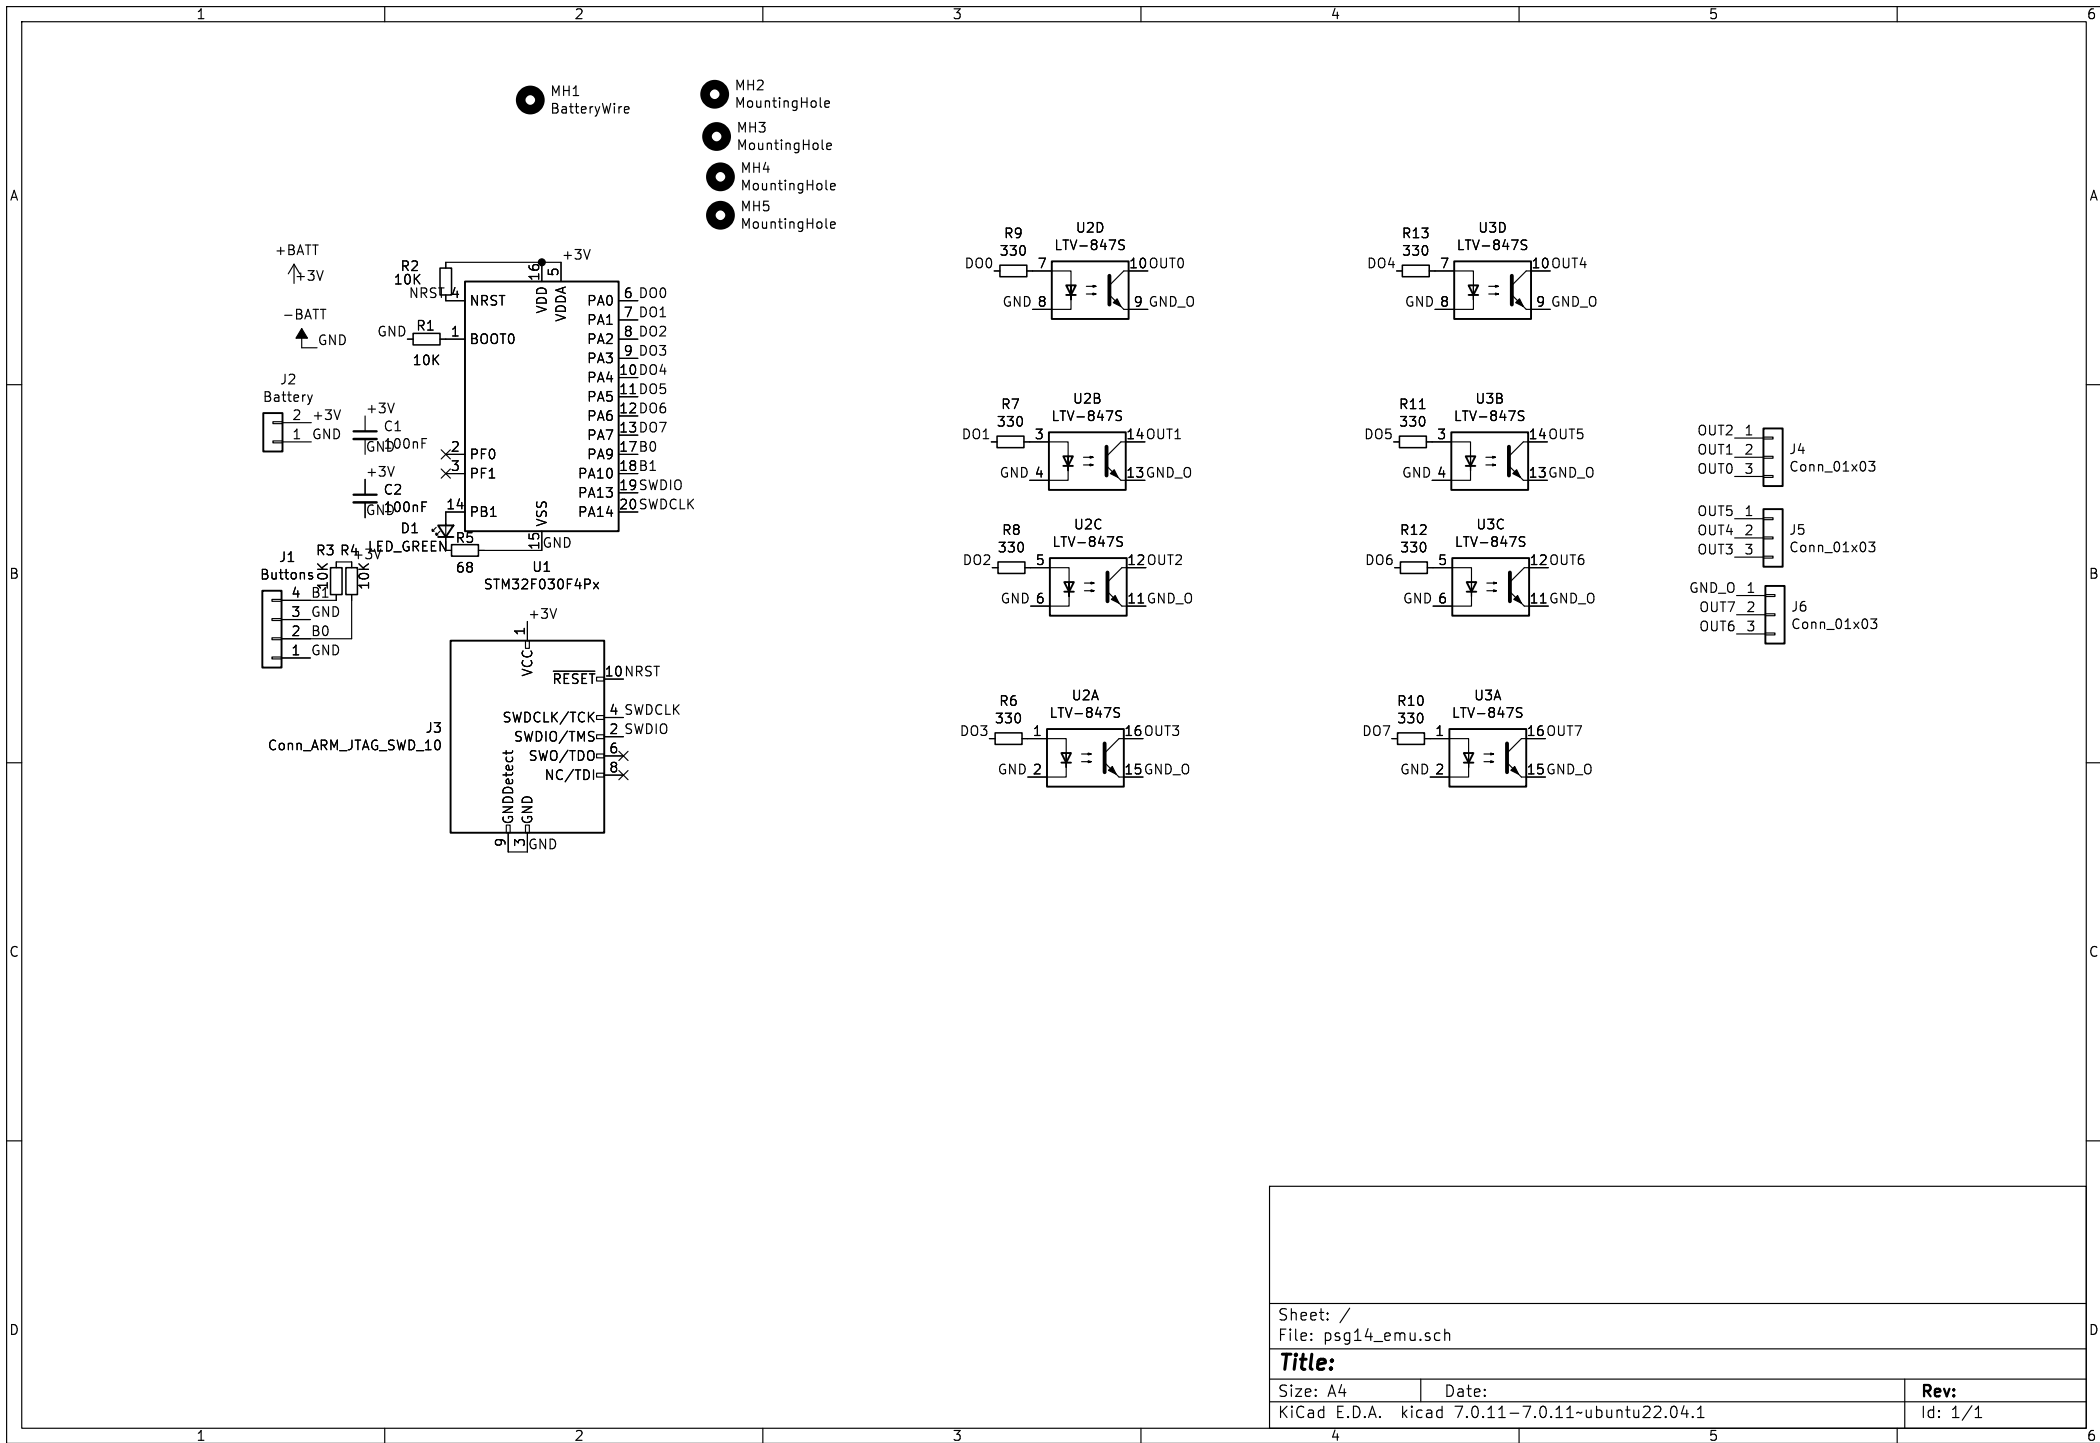 1 2 3 4 5 6
A A
B B
C C
D D
MH1
BatteryWire
MH2
MountingHole
MH3
MountingHole
MH4
MountingHole
MH5
MountingHole
+BATT
+3V
-BATT
GND
J2
Battery
2 +3V
1 GND
+3V
C1
100nF
GND
+3V
C2
100nF
GND
R2
10K
NRST 4 NRST
GND R1 1 BOOT0
10K
+3V
16 VDD
5 VDDA
PA0 6 DO0
PA1 7 DO1
PA2 8 DO2
PA3 9 DO3
PA4 10 DO4
PA5 11 DO5
PA6 12 DO6
PA7 13 DO7
PA9 17 B0
PA10 18 B1
PA13 19 SWDIO
PA14 20 SWDCLK
2 PF0
3 PF1
14 PB1
VSS 15 GND
D1
LED_GREEN
R5
68
U1
STM32F030F4Px
R3 R4 +3V
10K 10K
J1
Buttons
4 B1
3 GND
2 B0
1 GND
+3V
1 VCC
RESET 10 NRST
SWDCLK/TCK 4 SWDCLK
SWDIO/TMS 2 SWDIO
SWO/TDO 6
NC/TDI 8
GNDDetect 9
GND 3 GND
J3
Conn_ARM_JTAG_SWD_10
U2D
LTV-847S
R9
330
DO0 7 10 OUT0
GND 8 9 GND_O
U2B
LTV-847S
R7
330
DO1 3 14 OUT1
GND 4 13 GND_O
U2C
LTV-847S
R8
330
DO2 5 12 OUT2
GND 6 11 GND_O
U2A
LTV-847S
R6
330
DO3 1 16 OUT3
GND 2 15 GND_O
U3D
LTV-847S
R13
330
DO4 7 10 OUT4
GND 8 9 GND_O
U3B
LTV-847S
R11
330
DO5 3 14 OUT5
GND 4 13 GND_O
U3C
LTV-847S
R12
330
DO6 5 12 OUT6
GND 6 11 GND_O
U3A
LTV-847S
R10
330
DO7 1 16 OUT7
GND 2 15 GND_O
OUT2 1
OUT1 2
OUT0 3
J4
Conn_01x03
OUT5 1
OUT4 2
OUT3 3
J5
Conn_01x03
GND_O 1
OUT7 2
OUT6 3
J6
Conn_01x03
Sheet: /
File: psg14_emu.sch
Title:
Size: A4 Date: Rev:
KiCad E.D.A. kicad 7.0.11-7.0.11~ubuntu22.04.1 Id: 1/1
1 2 3 4 5 6